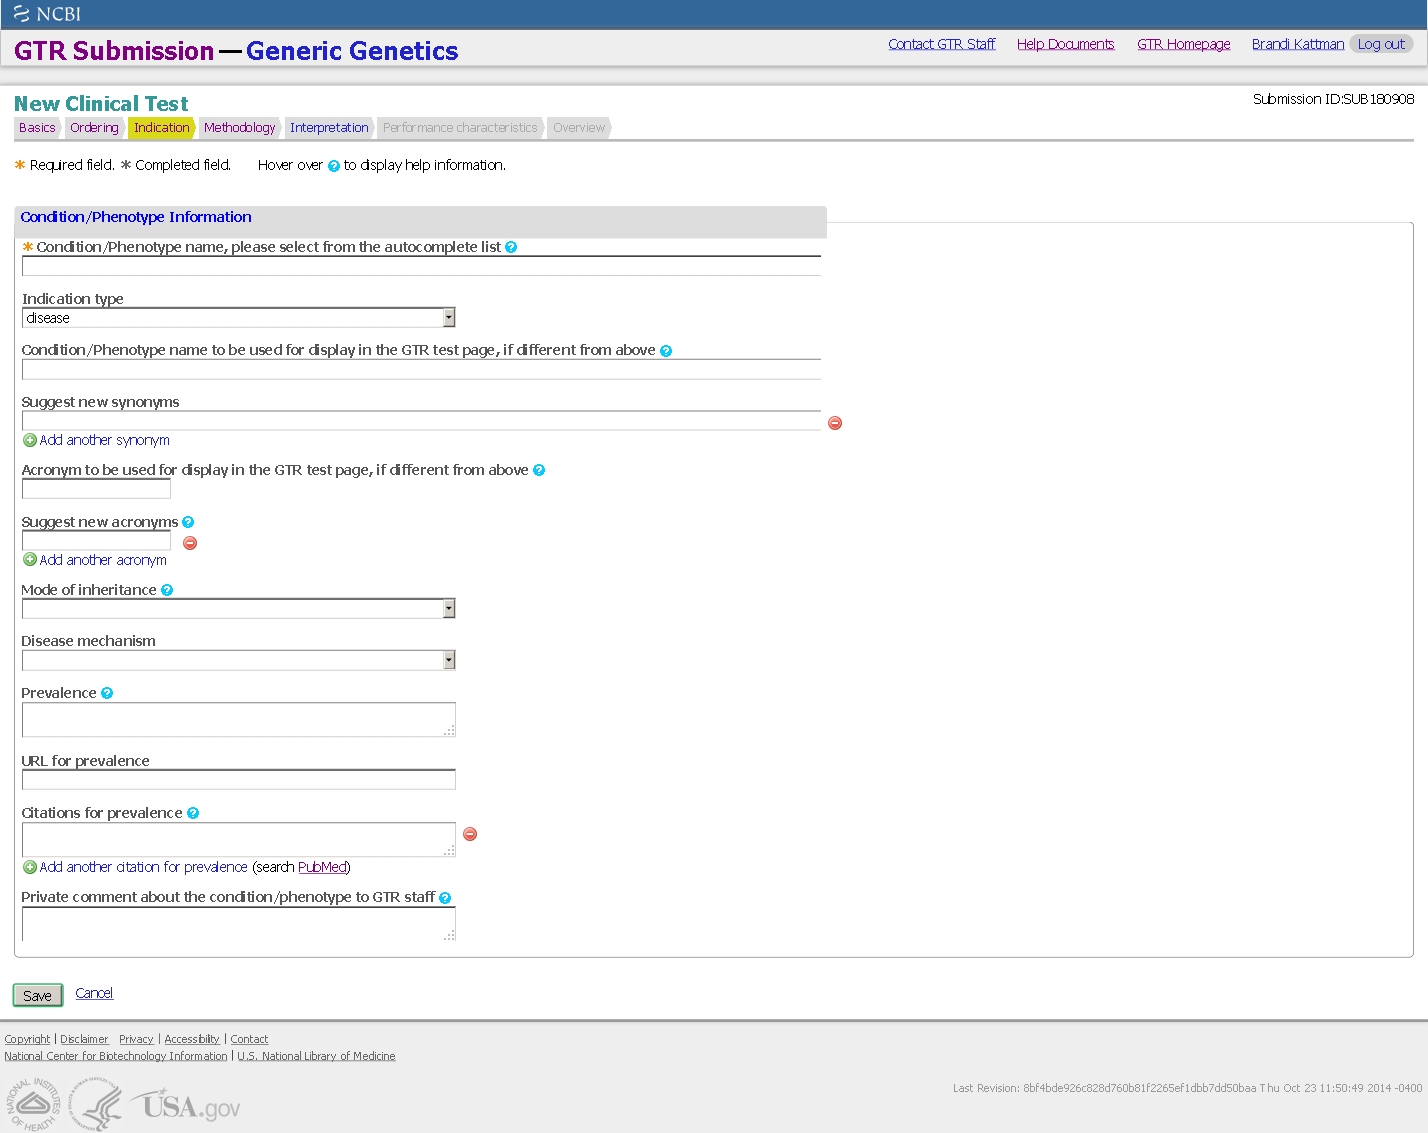 NCBI
GTR Submission — Generic Genetics
Contact GTR Staff Help Documents GTR Homepage Brandi Kattman Log out
New Clinical Test
Submission ID:SUB180908
Basics Ordering Indication Methodology Interpretation Performance characteristics Overview
* Required field. * Completed field. Hover over ? to display help information.
Condition/Phenotype Information
* Condition/Phenotype name, please select from the autocomplete list ?
Indication type
disease
Condition/Phenotype name to be used for display in the GTR test page, if different from above ?
Suggest new synonyms
Add another synonym
Acronym to be used for display in the GTR test page, if different from above ?
Suggest new acronyms ?
Add another acronym
Mode of inheritance ?
Disease mechanism
Prevalence ?
URL for prevalence
Citations for prevalence ?
Add another citation for prevalence (search PubMed)
Private comment about the condition/phenotype to GTR staff ?
Save Cancel
Copyright | Disclaimer Privacy | Accessibility | Contact
National Center for Biotechnology Information | U.S. National Library of Medicine
Last Revision: 8bf4bde926c828d760b81f2265ef1dbb7dd50baa Thu Oct 23 11:50:49 2014 -0400
NATIONAL INSTITUTES OF HEALTH
USA.gov